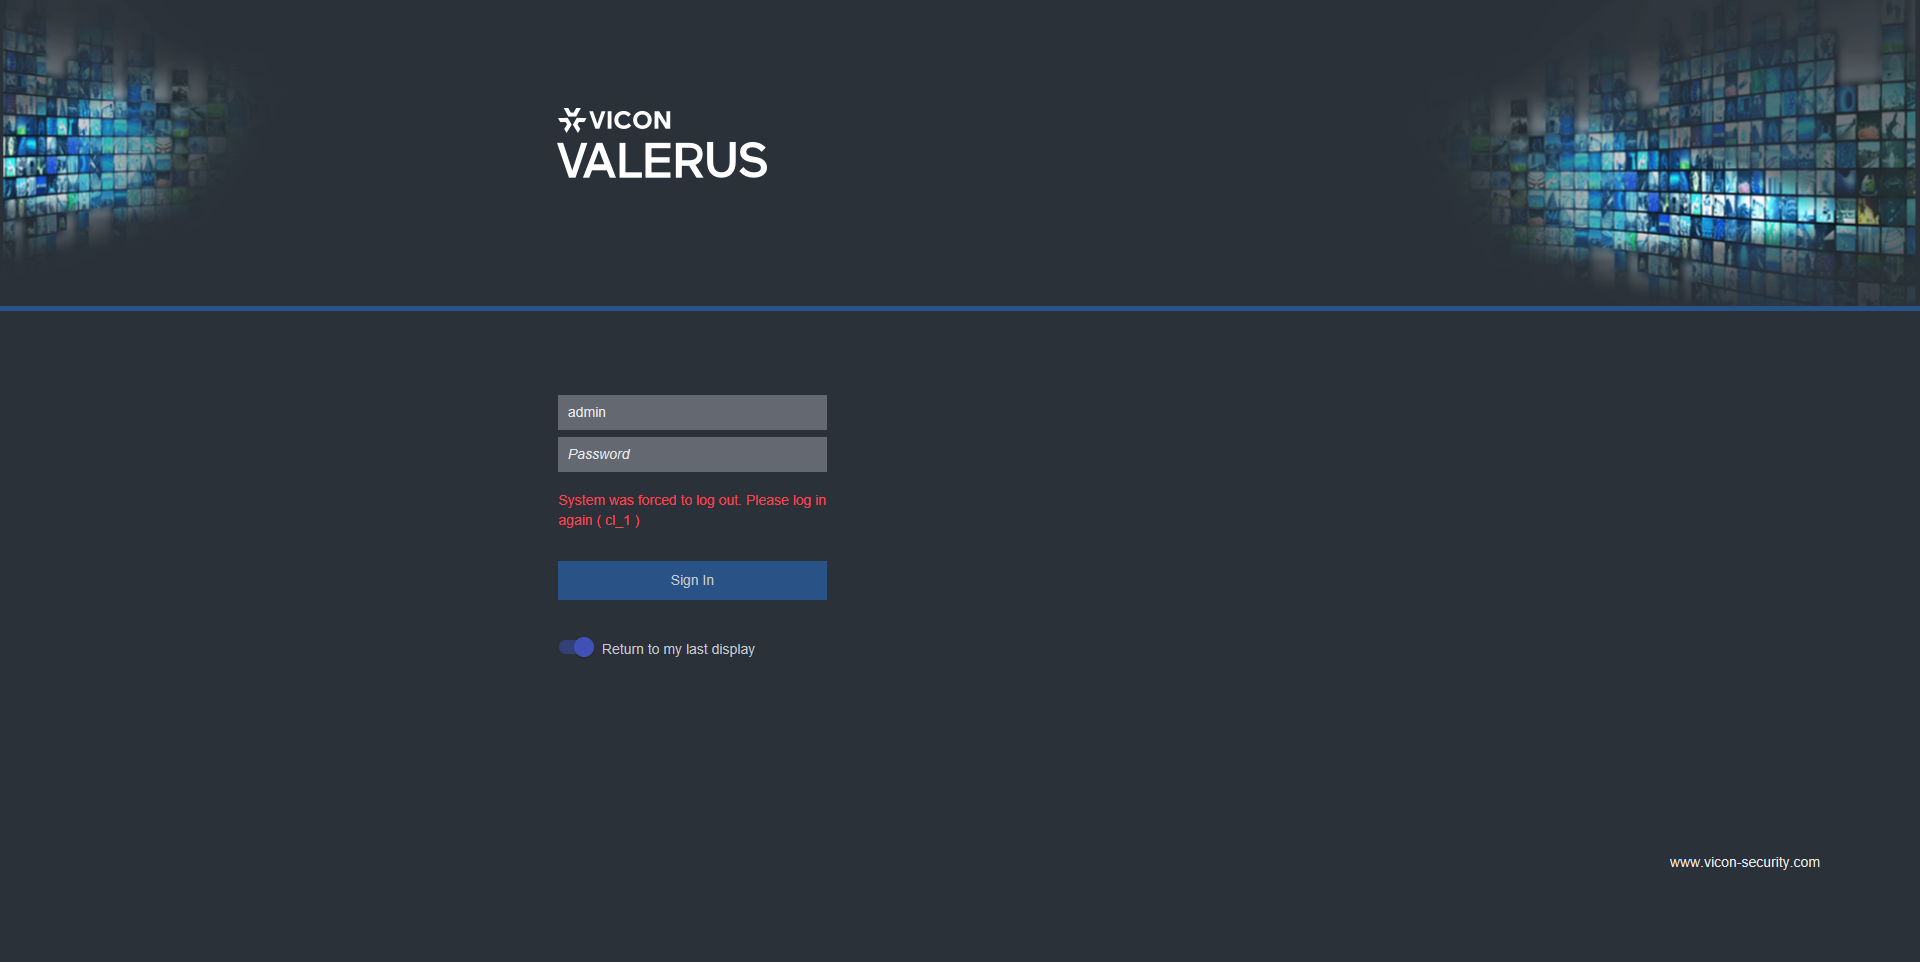 VICON
VALERUS
admin
Password
System was forced to log out. Please log in
again ( cl_1 )
Sign In
Return to my last display
www.vicon-security.com